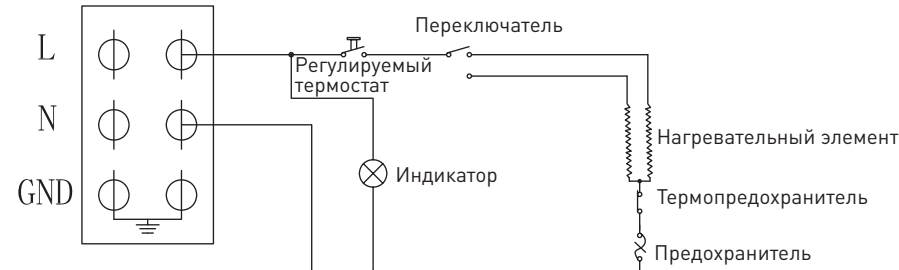 Переключатель
L
Регулируемый
термостат
N
Нагревательный элемент
Индикатор
GND
Термопредохранитель
Предохранитель